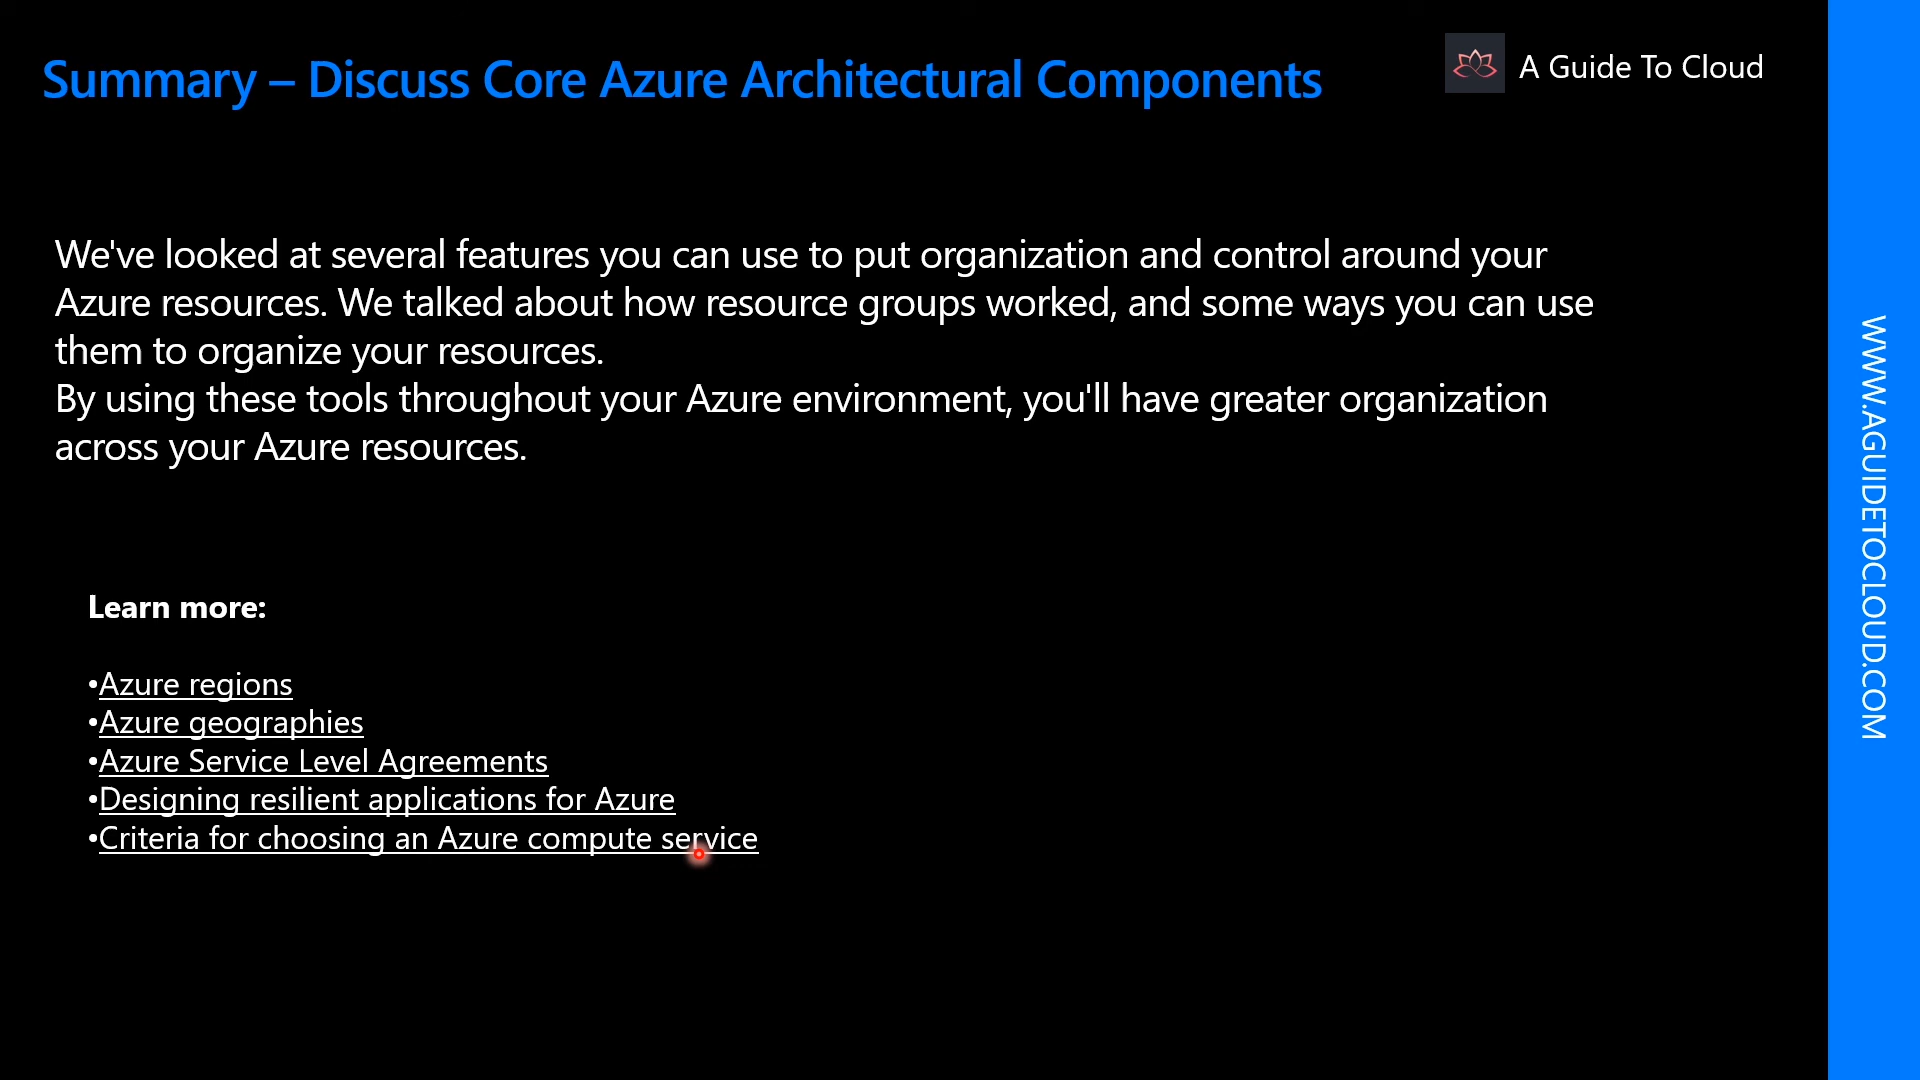 Summary – Discuss Core Azure Architectural Components
A Guide To Cloud
We've looked at several features you can use to put organization and control around your
Azure resources. We talked about how resource groups worked, and some ways you can use
them to organize your resources.
By using these tools throughout your Azure environment, you'll have greater organization
across your Azure resources.
Learn more:
•Azure regions
•Azure geographies
•Azure Service Level Agreements
•Designing resilient applications for Azure
•Criteria for choosing an Azure compute service
WWW.AGUIDETOCLOUD.COM